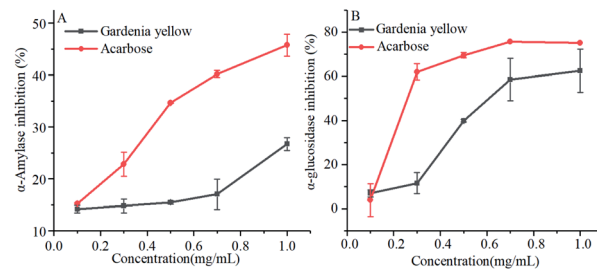 A
Gardenia yellow
Acarbose
α-Amylase inhibition (%)
50
40
30
20
10
0.0 0.2 0.4 0.6 0.8 1.0
Concentration(mg/mL)
B
Gardenia yellow
Acarbose
α-glucosidase inhibition (%)
80
60
40
20
0
0.0 0.2 0.4 0.6 0.8 1.0
Concentration(mg/mL)